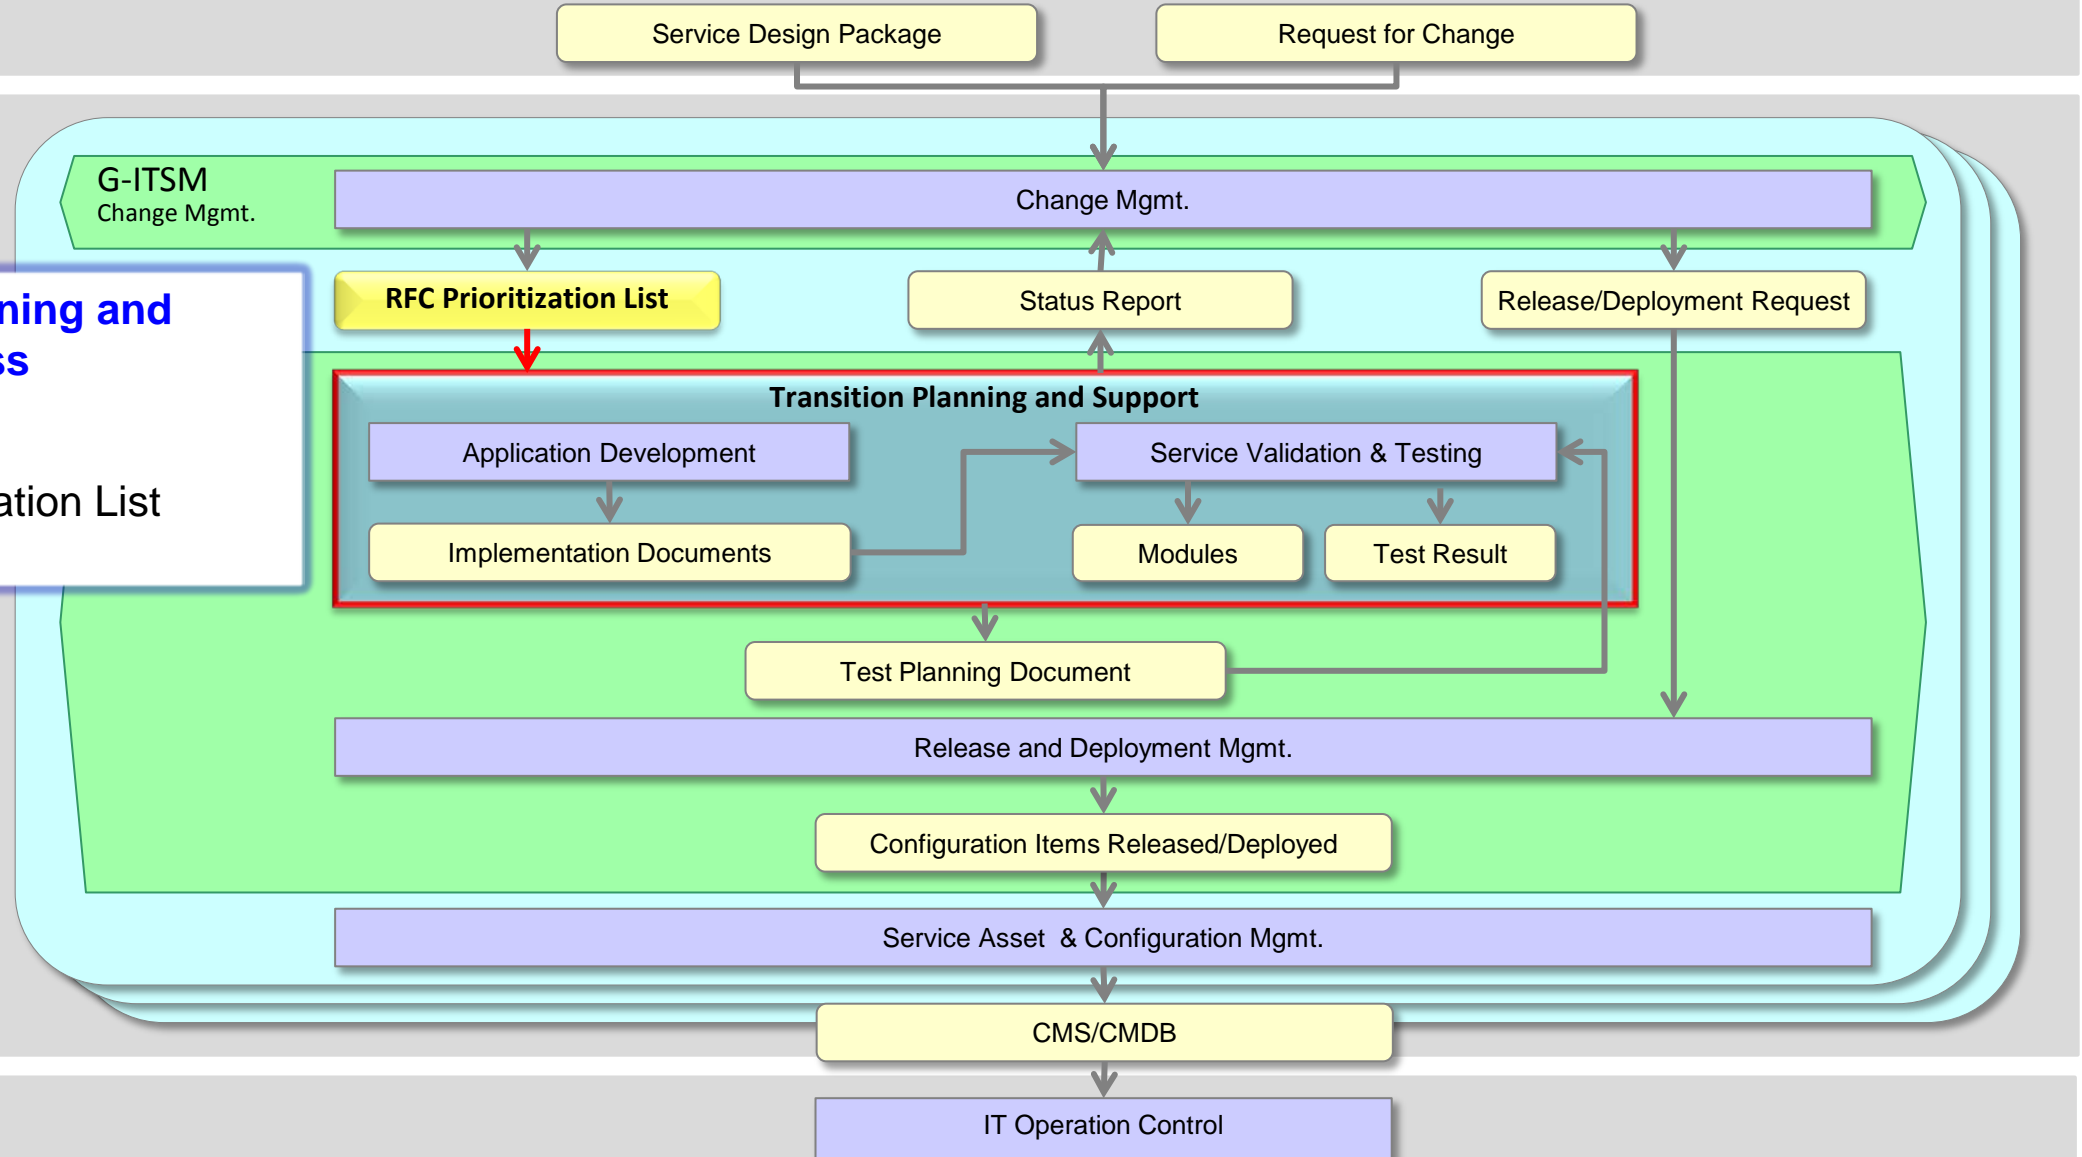 Service Design Package
Request for Change
G-ITSM
Change Mgmt.
Change Mgmt.
RFC Prioritization List
Status Report
Release/Deployment Request
ning and
ss
ation List
Transition Planning and Support
Application Development
Service Validation & Testing
Implementation Documents
Modules
Test Result
Test Planning Document
Release and Deployment Mgmt.
Configuration Items Released/Deployed
Service Asset  & Configuration Mgmt.
CMS/CMDB
IT Operation Control